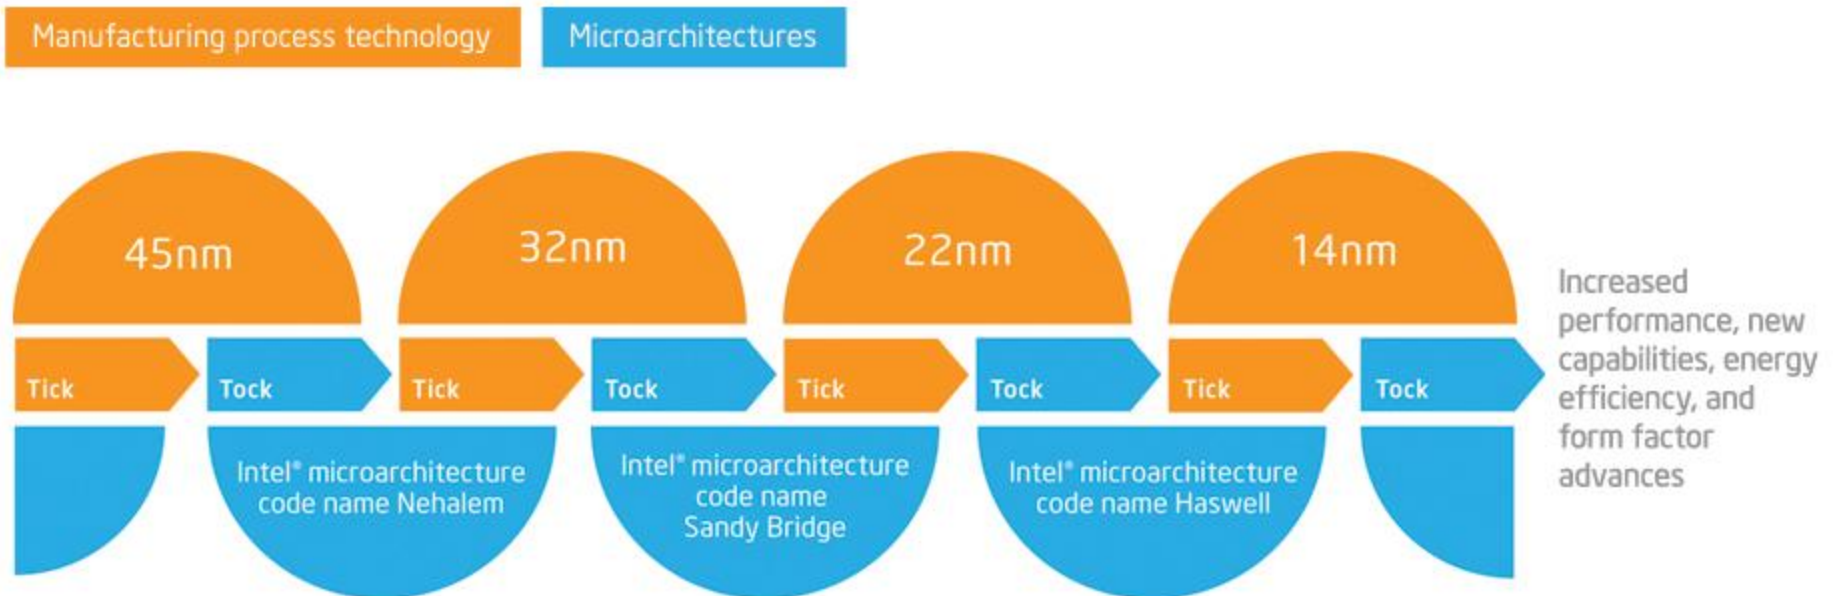 Manufacturing process technology
Microarchitectures
45nm
32nm
22nm
14nm
Tick
Tock
Tick
Tock
Tick
Tock
Tick
Tock
Intel® microarchitecture
code name Nehalem
Intel® microarchitecture
code name
Sandy Bridge
Intel® microarchitecture
code name Haswell
Increased
performance, new
capabilities, energy
efficiency, and
form factor
advances